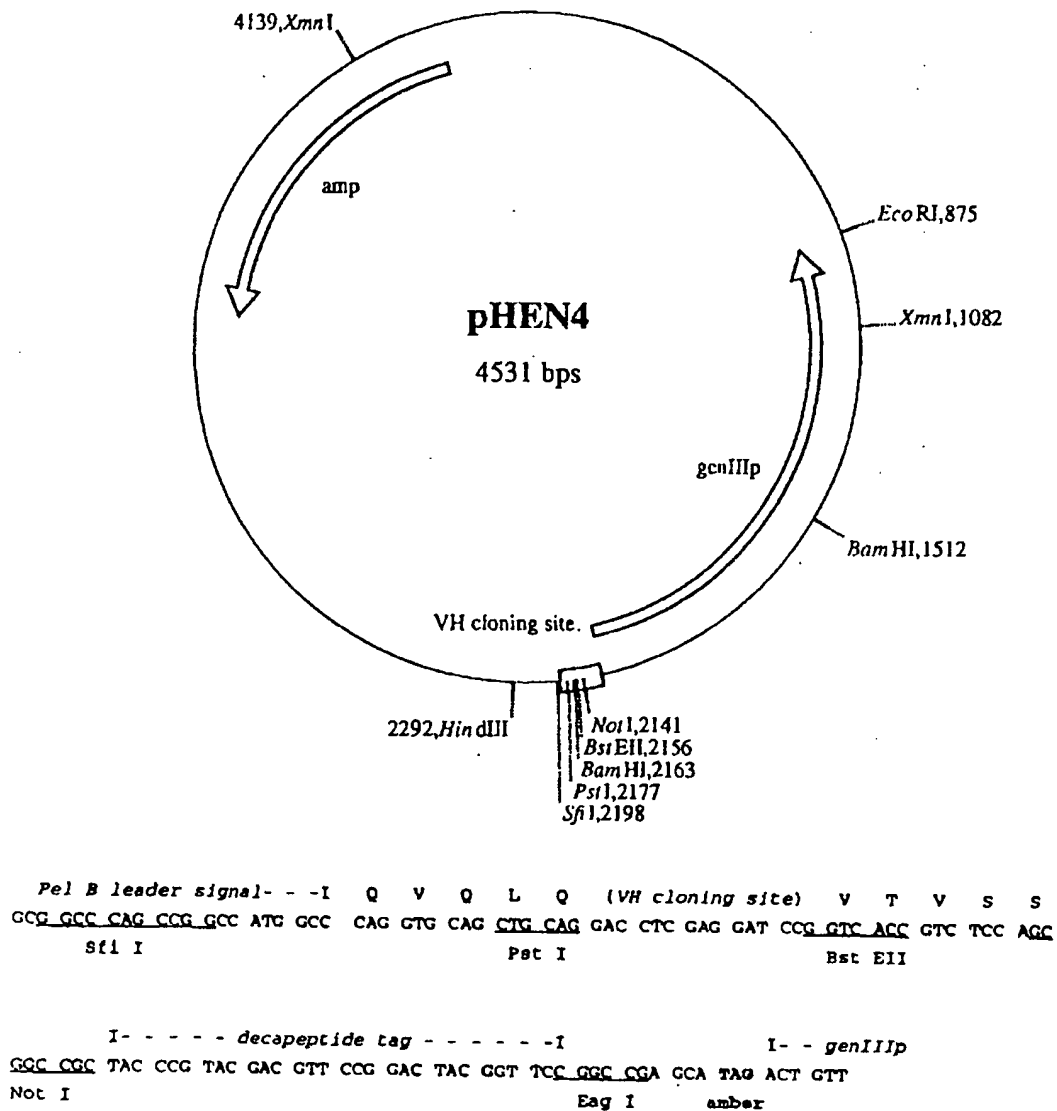 4139,XmnI
amp
EcoRI,875
pHEN4
4531 bps
XmnI,1082
genIIIp
BamHI,1512
VH cloning site.
2292,HindIII
NotI,2141
BstEII,2156
BamHI,2163
PstI,2177
SfiI,2198
Pel B leader signal- - -I Q V Q L Q (VH cloning site) V T V S S
GCG GCC CAG CCG GCC ATG GCC CAG GTG CAG CTG CAG GAC CTC GAG GAT CCG GTC ACC GTC TCC AGC
Sfi I Pst I Bst EII
I- - - - - decapeptide tag - - - - - -I I- - genIIIp
GGC CGC TAC CCG TAC GAC GTT CCG GAC TAC GGT TCC GGC CGA GCA TAG ACT GTT
Not I Eag I amber